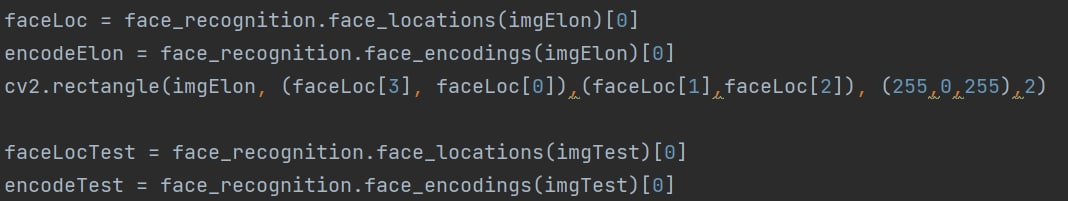 faceLoc = face_recognition.face_locations(imgElon)[0]
encodeElon = face_recognition.face_encodings(imgElon)[0]
cv2.rectangle(imgElon, (faceLoc[3], faceLoc[0]),(faceLoc[1],faceLoc[2]), (255,0,255),2)
faceLocTest = face_recognition.face_locations(imgTest)[0]
encodeTest = face_recognition.face_encodings(imgTest)[0]